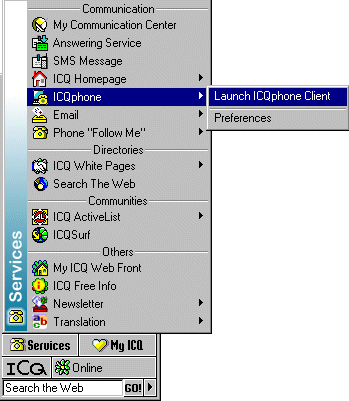 Communication
My Communication Center
Answering Service
SMS Message
ICQ Homepage
ICQphone
Launch ICQphone Client
Preferences
Email
Phone "Follow Me"
Directories
ICQ White Pages
Search The Web
Communities
ICQ ActiveList
ICQSurf
Others
My ICQ Web Front
ICQ Free Info
Newsletter
Translation
Services
Services
My ICQ
ICQ
Online
Search the Web
GO!